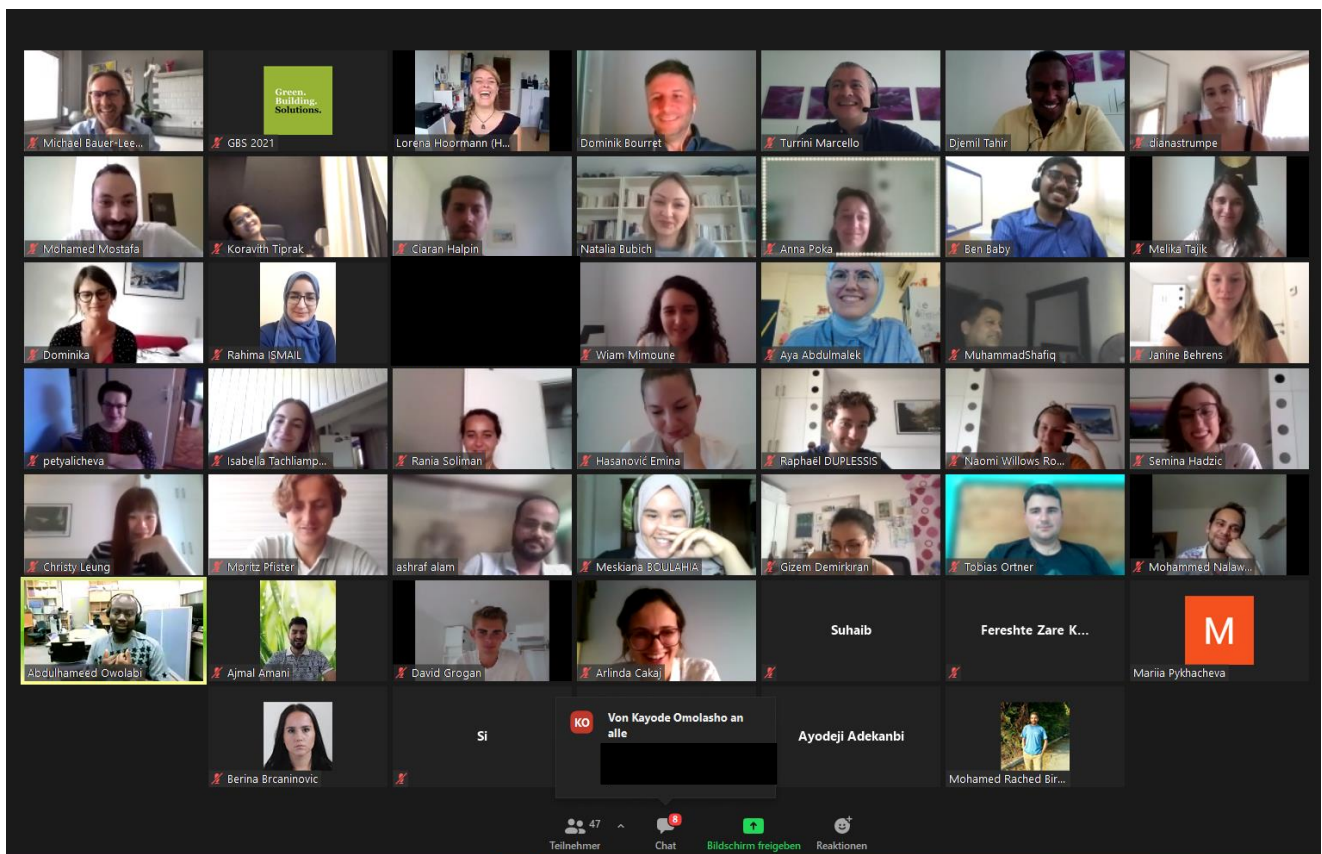 Michael Bauer-Lee...
Green.
Building.
Solutions.
GBS 2021
Lorena Hoormann (H...
Dominik Bourret
Turrini Marcello
Djemil Tahir
dianastrumpe
Mohamed Mostafa
Koravith Tiprak
Ciaran Halpin
Natalia Bubich
Anna Poka
Ben Baby
Melika Tajik
Dominika
Rahima ISMAIL
Wiam Mimoune
Aya Abdulmalek
MuhammadShafiq
Janine Behrens
petyalicheva
Isabella Tachliamp...
Rania Soliman
Hasanović Emina
Raphaël DUPLESSIS
Naomi Willows Ro...
Semina Hadzic
Christy Leung
Moritz Pfister
ashraf alam
Meskiana BOULAHIA
Gizem Demirkıran
Tobias Ortner
Mohammed Nalaw...
Abdulhameed Owolabi
Ajmal Amani
David Grogan
Arlinda Cakaj
Suhaib
Fereshte Zare K...
M
Mariia Pykhacheva
Berina Brcaninovic
Si
KO
Von Kayode Omolasho an
alle
Ayodeji Adekanbi
Mohamed Rached Bir...
47
8
Teilnehmer
Chat
Bildschirm freigeben
Reaktionen